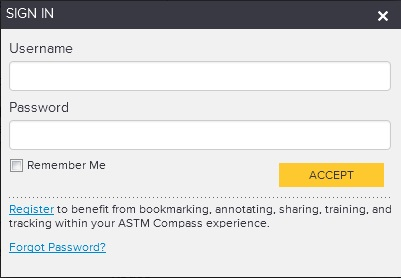 SIGN IN
Username
Password
Remember Me
ACCEPT
Register to benefit from bookmarking, annotating, sharing, training, and
tracking within your ASTM Compass experience.
Forgot Password?